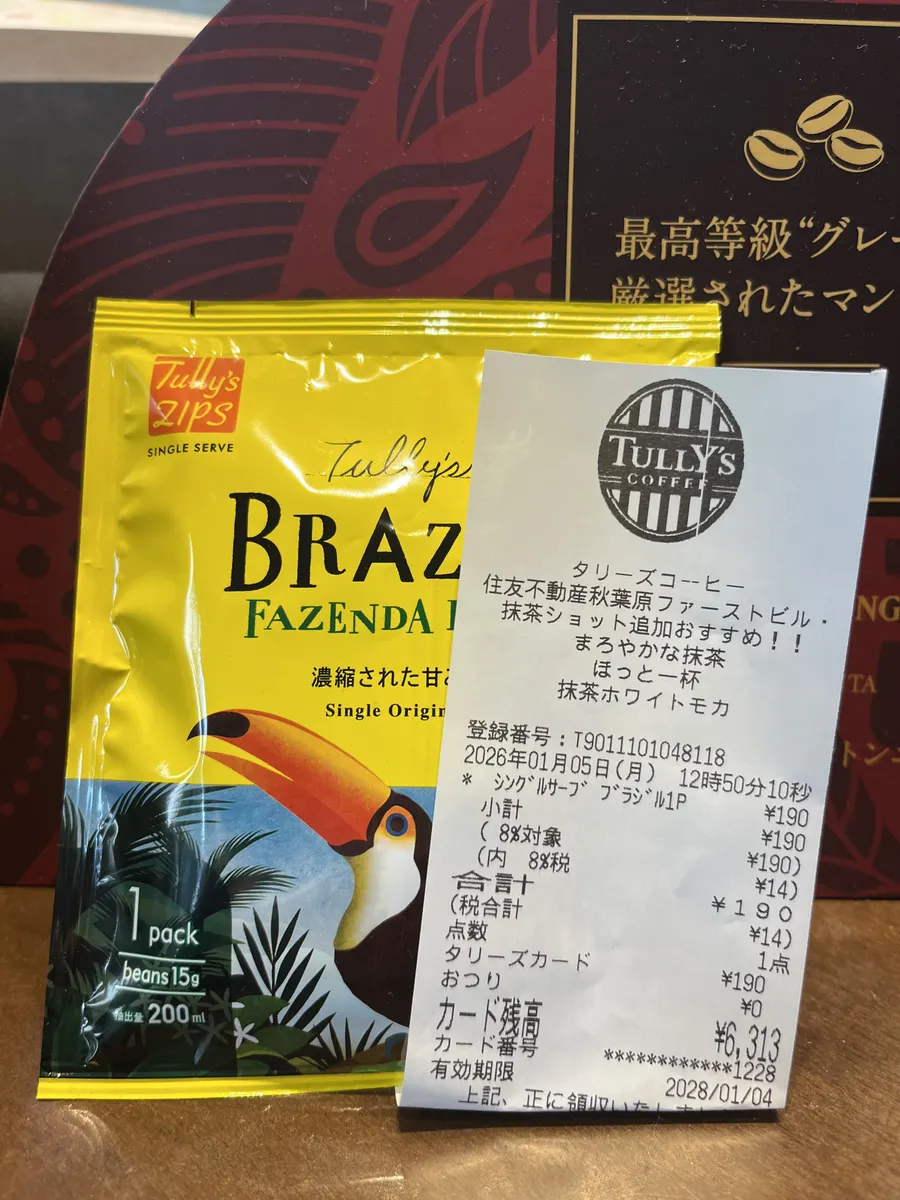 最高等級“グレー
厳選されたマン
NG
TA
トン
Tully's
ZIPS
SINGLE SERVE
Tully's
BRAZ
FAZENDA
濃縮された甘
Single Origin
1 pack
beans 15g
抽出量 200ml
TULLY'S
COFFEE
タリーズコーヒー
住友不動産秋葉原ファーストビル・
抹茶ショット追加おすすめ!!
まろやかな抹茶
ほっと一杯
抹茶ホワイトモカ
登録番号:T9011101048118
2026年01月05日(月) 12時50分10秒
* シングルサーブ ブラジル1P ¥190
小計 ¥190
( 8%対象 ¥190)
(内 8%税 ¥14)
合計 ¥190
(税合計 ¥14)
点数 1点
タリーズカード ¥190
おつり ¥0
カード残高 ¥6,313
カード番号 ************1228
有効期限 2028/01/04
上記、正に領収いたしま